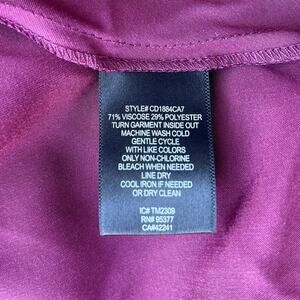 STYLE# CD1884CA7
71% VISCOSE 29% POLYESTER
TURN GARMENT INSIDE OUT
MACHINE WASH COLD
GENTLE CYCLE
WITH LIKE COLORS
ONLY NON-CHLORINE
BLEACH WHEN NEEDED
LINE DRY
COOL IRON IF NEEDED
OR DRY CLEAN
IC# TM2309
RN# 95377
CA#42241